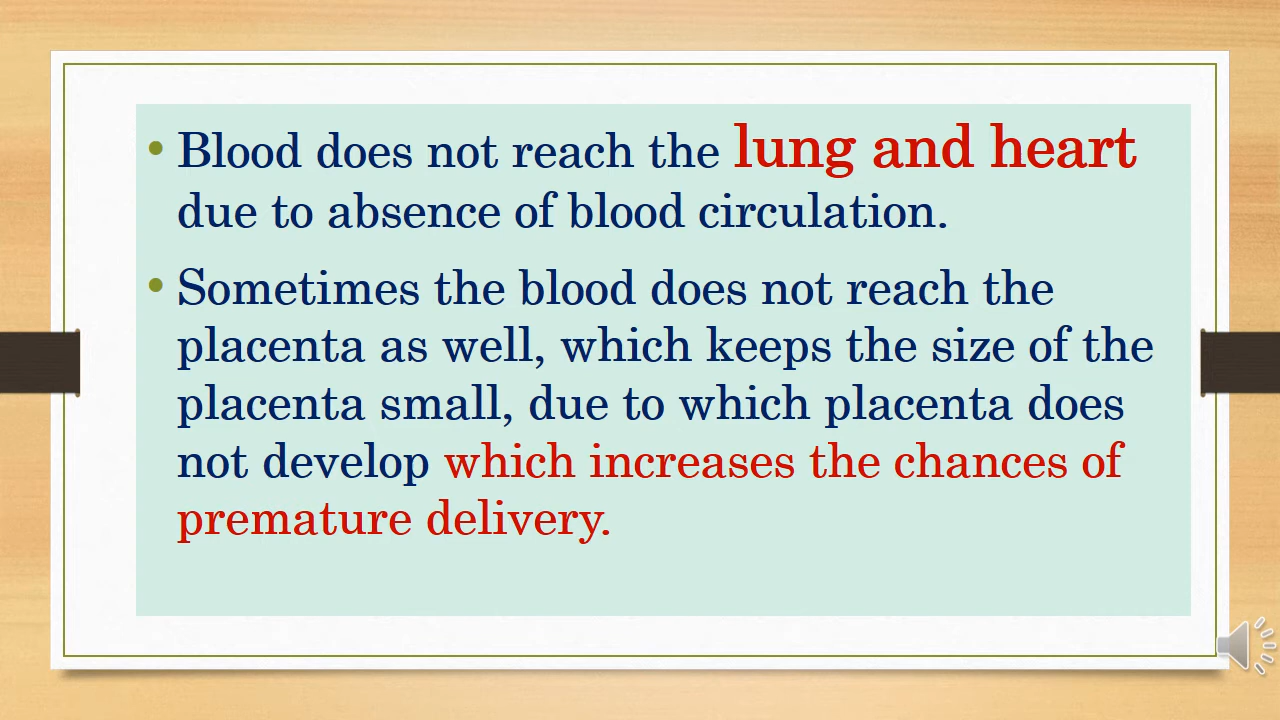 • Blood does not reach the lung and heart
due to absence of blood circulation.
• Sometimes the blood does not reach the
placenta as well, which keeps the size of the
placenta small, due to which placenta does
not develop which increases the chances of
premature delivery.